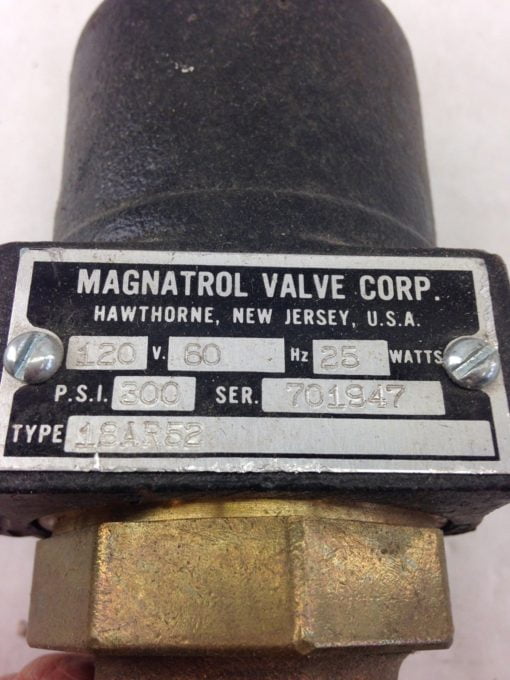 MAGNATROL VALVE CORP.
HAWTHORNE, NEW JERSEY, U.S.A.
120 V. 60 Hz 25 WATTS
P.S.I. 300 SER. 701947
TYPE 18AR52